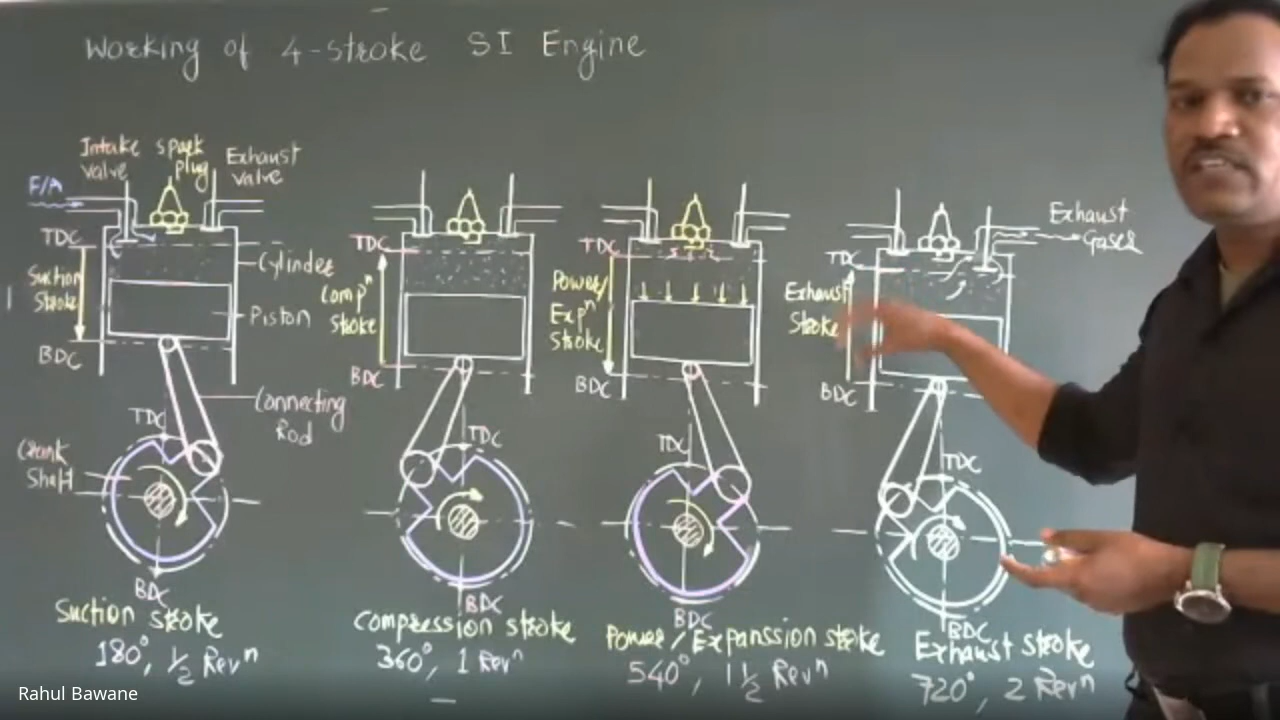 Working of 4-stroke SI Engine
Intake valve
spark plug
Exhaust valve
F/A
TDC
Suction Stroke
BDC
Cylinder
Piston
Connecting Rod
TDC
Crank Shaft
BDC
Suction stroke
180°, 1/2 Revⁿ
TDC
Compⁿ stroke
BDC
TDC
BDC
Compression stroke
360°, 1 Revⁿ
TDC
Power/ Expⁿ stroke
BDC
TDC
BDC
Power/Expanssion stroke
540°, 1 1/2 Revⁿ
Exhaust Gases
TDC
Exhaust Stroke
BDC
TDC
BDC
Exhaust stroke
720°, 2 Revⁿ
Rahul Bawane